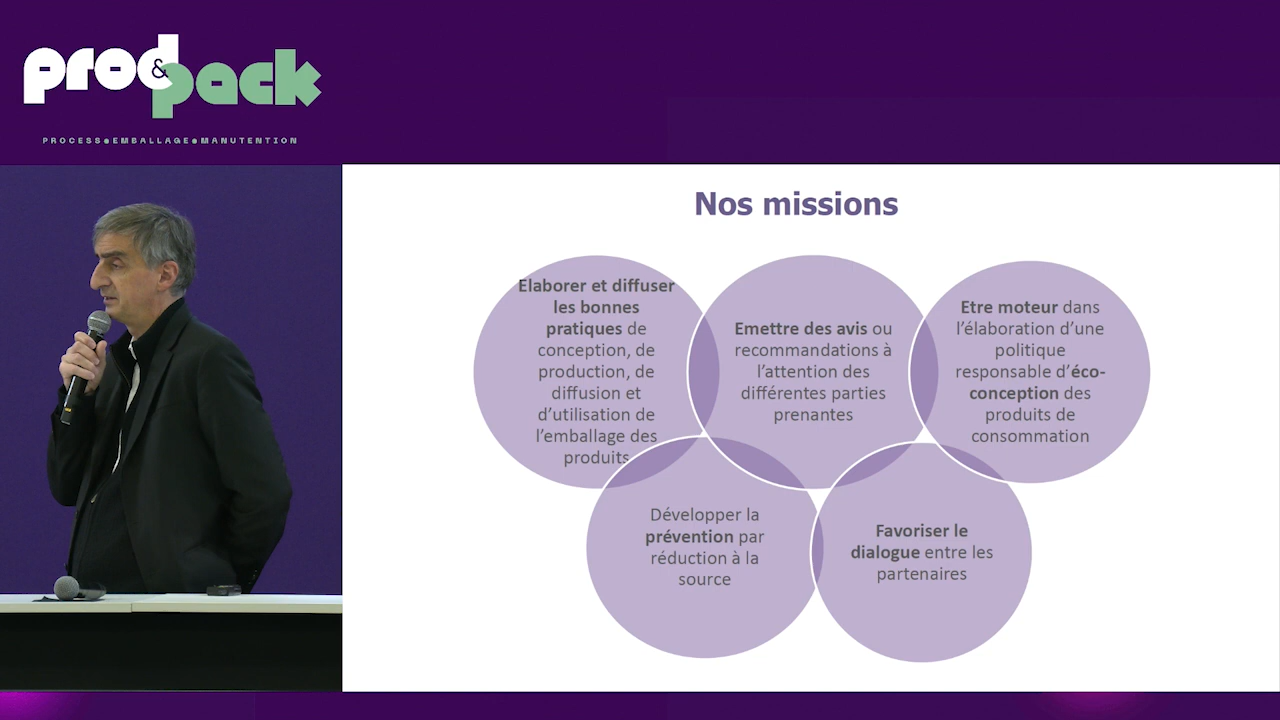 prod&pack
PROCESS●EMBALLAGE●MANUTENTION
Nos missions
Elaborer et diffuser
les bonnes
pratiques de
conception, de
production, de
diffusion et
d’utilisation de
l’emballage des
produits
Emettre des avis ou
recommandations à
l’attention des
différentes parties
prenantes
Etre moteur dans
l’élaboration d’une
politique
responsable d’éco-
conception des
produits de
consommation
Développer la
prévention par
réduction à la
source
Favoriser le
dialogue entre les
partenaires